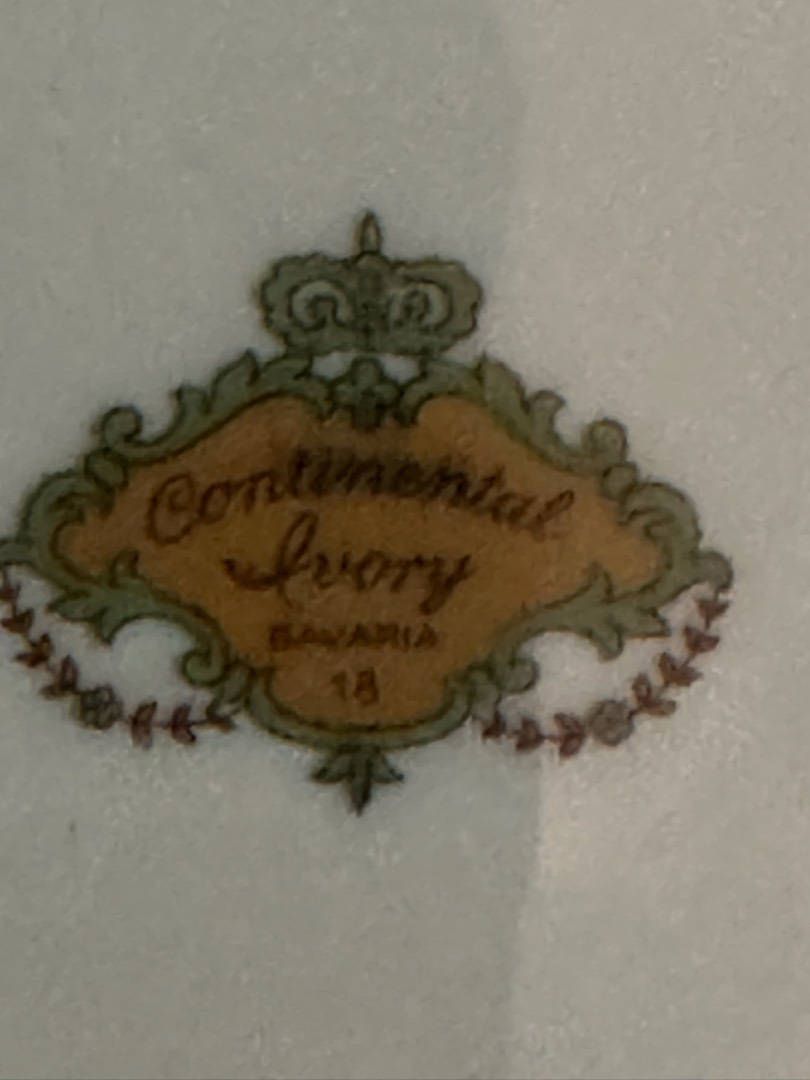 Continental
Ivory
BAVARIA
18